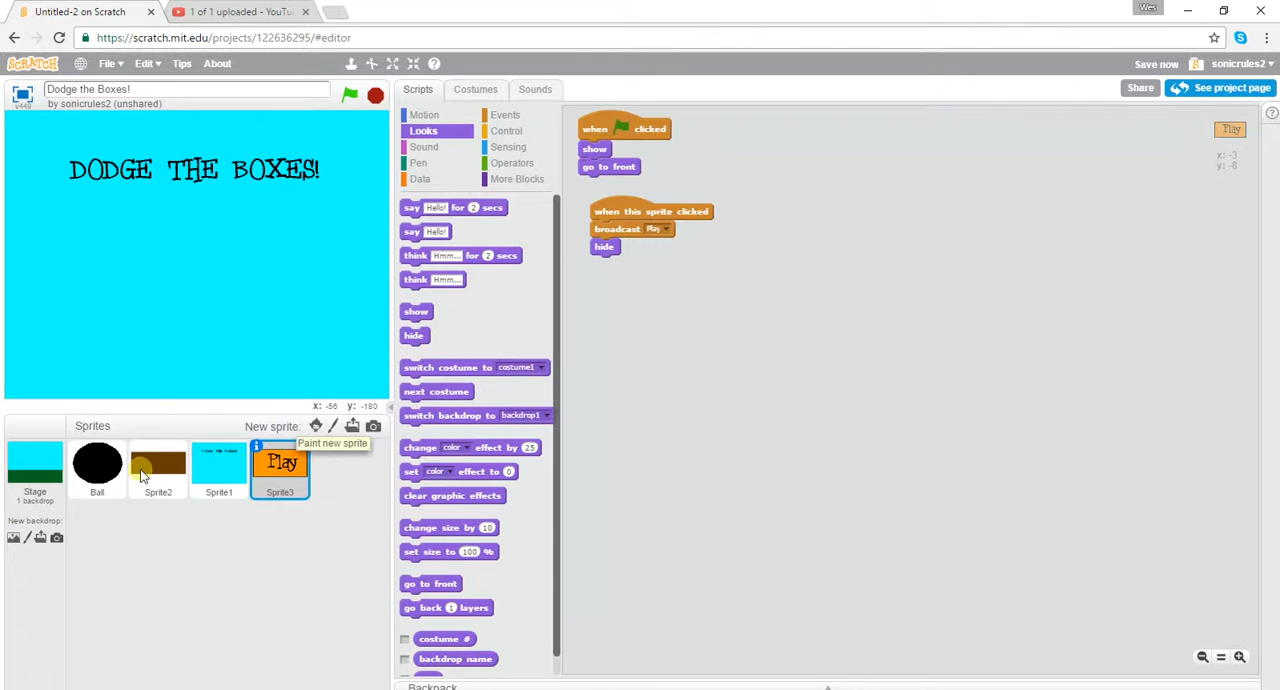 Untitled-2 on Scratch
1 of 1 uploaded - YouTu
Wes
https://scratch.mit.edu/projects/122636295/#editor
SCRATCH
File
Edit
Tips
About
Save now
sonicrules2
v449
Dodge the Boxes!
by sonicrules2 (unshared)
Scripts
Costumes
Sounds
Share
See project page
DODGE THE BOXES!
Motion
Events
Looks
Control
Sound
Sensing
Pen
Operators
Data
More Blocks
say Hello! for 2 secs
say Hello!
think Hmm... for 2 secs
think Hmm...
show
hide
switch costume to costume1
next costume
switch backdrop to backdrop1
change color effect by 25
set color effect to 0
clear graphic effects
change size by 10
set size to 100 %
go to front
go back 1 layers
costume #
backdrop name
when clicked
show
go to front
when this sprite clicked
broadcast Play
hide
Play
x: -3
y: -8
x: -56 y: -180
Sprites
New sprite:
Paint new sprite
Stage
1 backdrop
New backdrop:
Ball
Sprite2
Sprite1
Play
Sprite3
Backpack